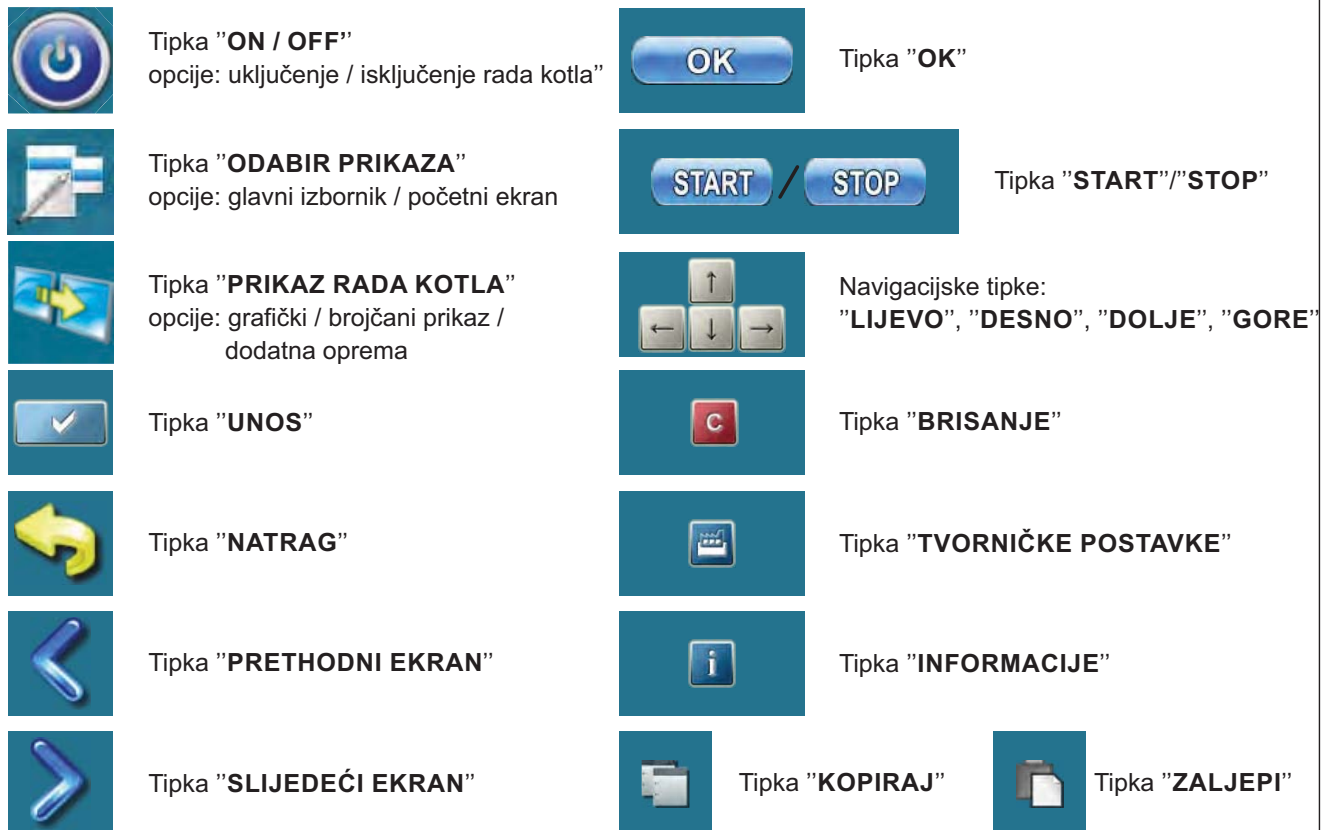 Tipka ''ON / OFF''
opcije: uključenje / isključenje rada kotla''
Tipka ''ODABIR PRIKAZA''
opcije: glavni izbornik / početni ekran
Tipka ''PRIKAZ RADA KOTLA''
opcije: grafički / brojčani prikaz /
dodatna oprema
Tipka ''UNOS''
Tipka ''NATRAG''
Tipka ''PRETHODNI EKRAN''
Tipka ''SLIJEDEĆI EKRAN''
OK
Tipka ''OK''
START / STOP
Tipka ''START''/''STOP''
↑
← ↓ →
Navigacijske tipke:
''LIJEVO'', ''DESNO'', ''DOLJE'', ''GORE''
C
Tipka ''BRISANJE''
Tipka ''TVORNIČKE POSTAVKE''
i
Tipka ''INFORMACIJE''
Tipka ''KOPIRAJ''
Tipka ''ZALJEPI''